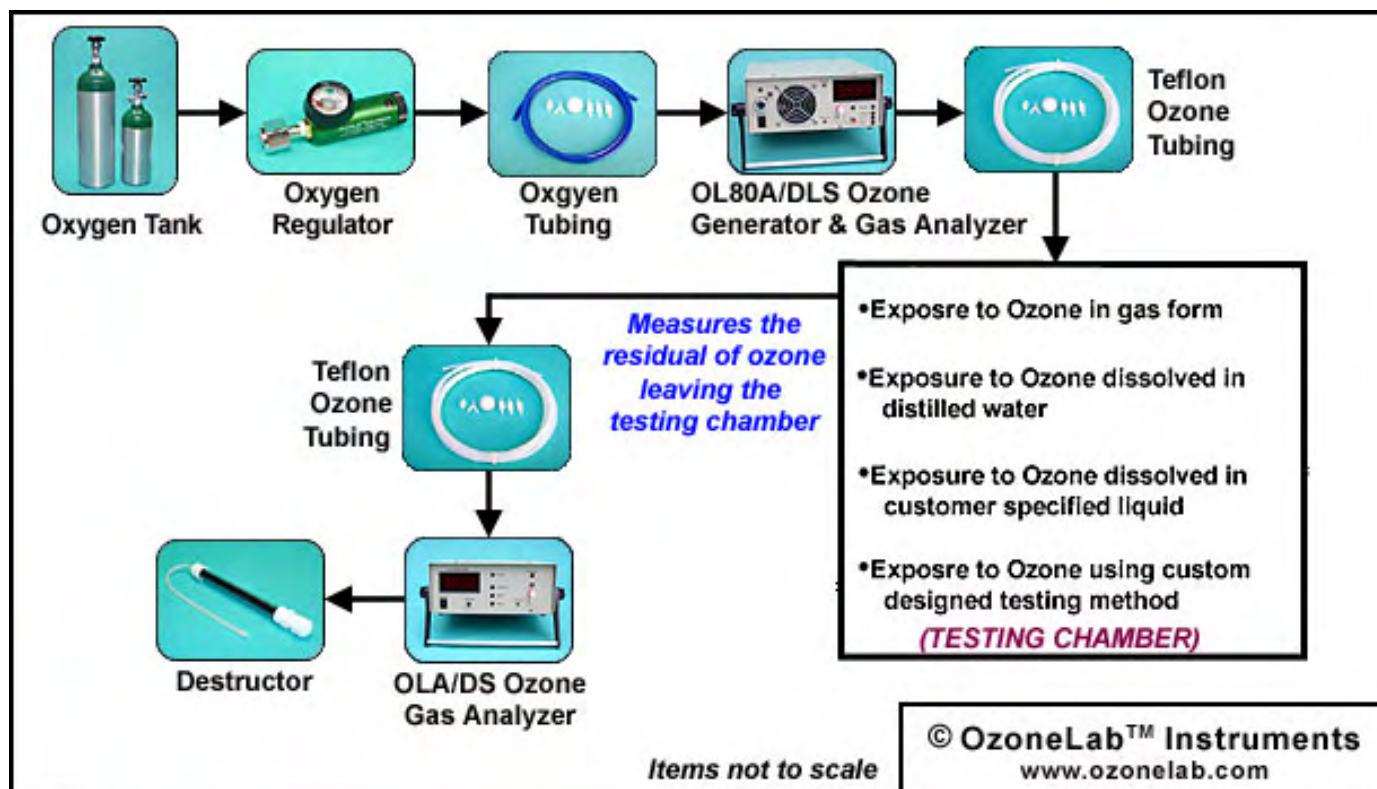 Oxygen Tank
Oxygen
Regulator
Oxgyen
Tubing
OL80A/DLS Ozone
Generator & Gas Analyzer
Teflon
Ozone
Tubing
•Exposre to Ozone in gas form
•Exposure to Ozone dissolved in
distilled water
•Exposure to Ozone dissolved in
customer specified liquid
•Exposre to Ozone using custom
designed testing method
(TESTING CHAMBER)
Measures the
residual of ozone
leaving the
testing chamber
Teflon
Ozone
Tubing
OLA/DS Ozone
Gas Analyzer
Destructor
Items not to scale
© OzoneLab™ Instruments
www.ozonelab.com